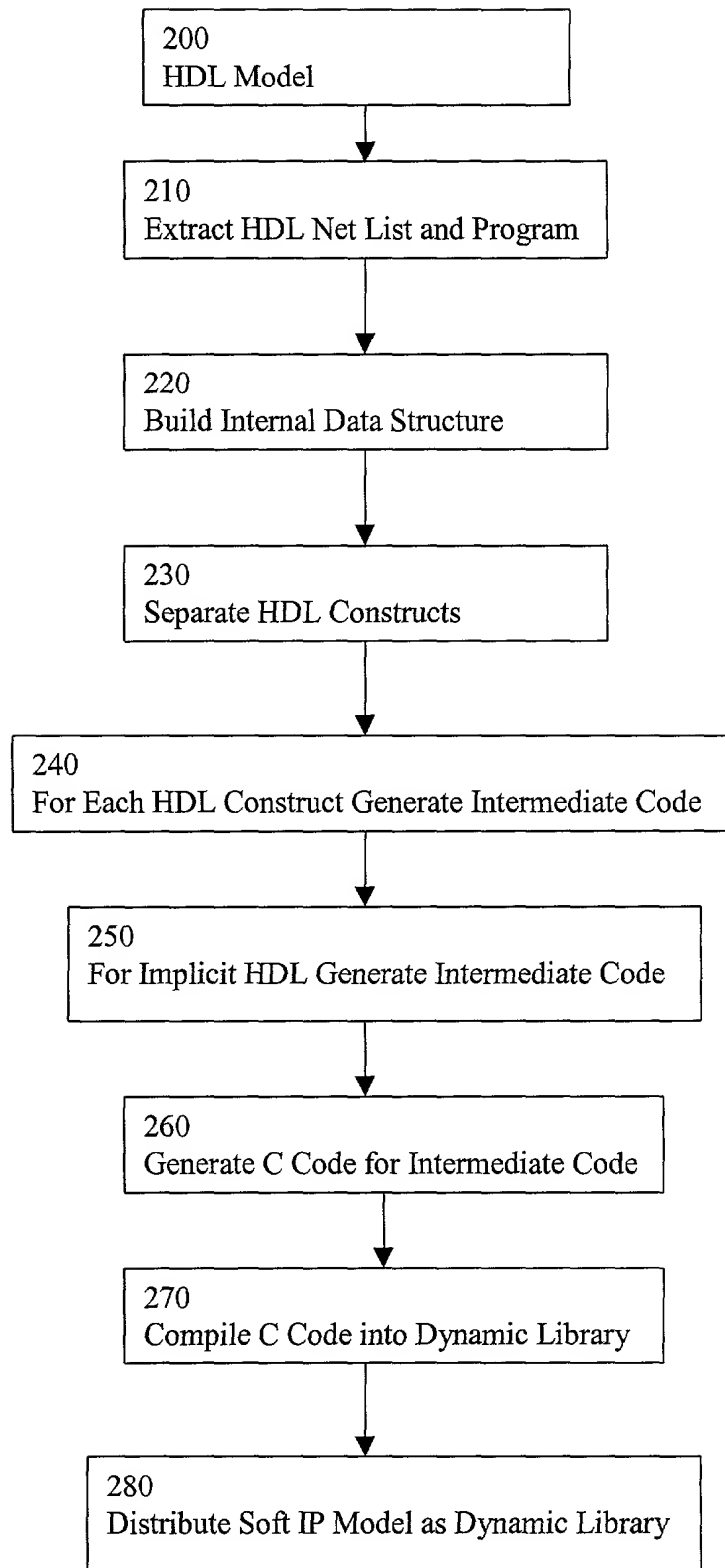 200
HDL Model
210
Extract HDL Net List and Program
220
Build Internal Data Structure
230
Separate HDL Constructs
240
For Each HDL Construct Generate Intermediate Code
250
For Implicit HDL Generate Intermediate Code
260
Generate C Code for Intermediate Code
270
Compile C Code into Dynamic Library
280
Distribute Soft IP Model as Dynamic Library